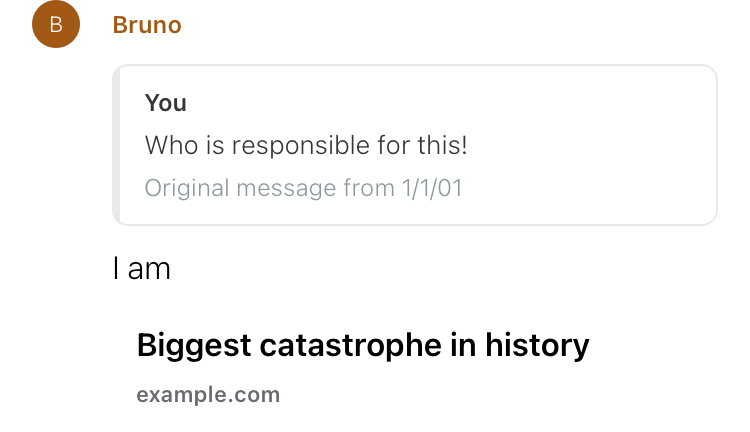 B
Bruno
You
Who is responsible for this!
Original message from 1/1/01
I am
Biggest catastrophe in history
example.com